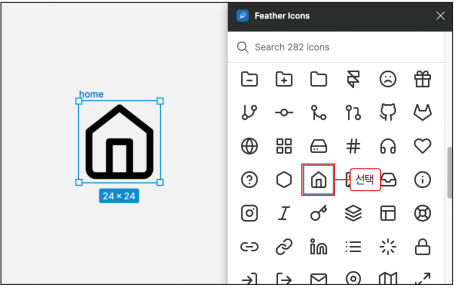 Feather Icons
Search 282 icons
home
선택
24 × 24